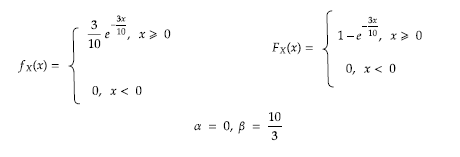 f_X(x) = { 3/10 e^{-3x/10}, x ⩾ 0
0, x < 0
F_X(x) = { 1−e^{-3x/10}, x ⩾ 0
0, x < 0
α = 0, β = 10/3